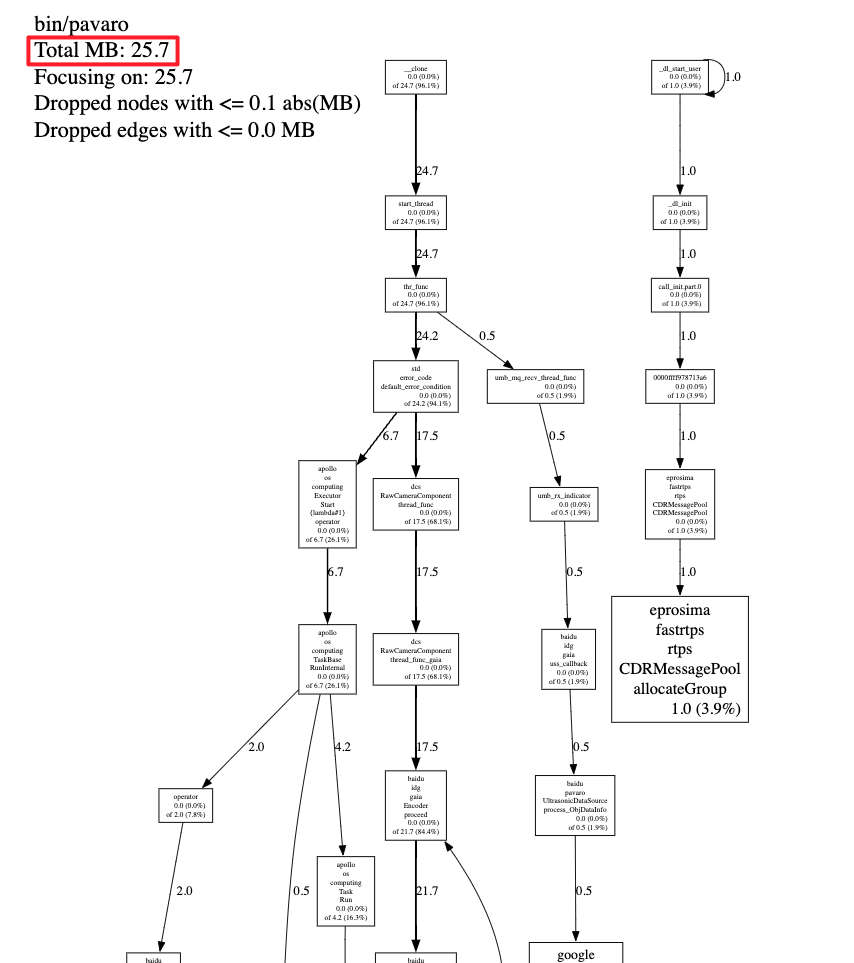 bin/pavaro
Total MB: 25.7
Focusing on: 25.7
Dropped nodes with <= 0.1 abs(MB)
Dropped edges with <= 0.0 MB
__clone
0.0 (0.0%)
of 24.7 (96.1%)
_dl_start_user
0.0 (0.0%)
of 1.0 (3.9%)
1.0
24.7
1.0
start_thread
0.0 (0.0%)
of 24.7 (96.1%)
_dl_init
0.0 (0.0%)
of 1.0 (3.9%)
24.7
1.0
thr_func
0.0 (0.0%)
of 24.7 (96.1%)
call_init.part.0
0.0 (0.0%)
of 1.0 (3.9%)
24.2
0.5
1.0
std
error_code
default_error_condition
0.0 (0.0%)
of 24.2 (94.1%)
umb_mq_recv_thread_func
0.0 (0.0%)
of 0.5 (1.9%)
0000ffff978713a6
0.0 (0.0%)
of 1.0 (3.9%)
6.7
17.5
0.5
1.0
apollo
os
computing
Executor
Start
{lambda#1}
operator
0.0 (0.0%)
of 6.7 (26.1%)
dcs
RawCameraComponent
thread_func
0.0 (0.0%)
of 17.5 (68.1%)
umb_rx_indicator
0.0 (0.0%)
of 0.5 (1.9%)
eprosima
fastrtps
rtps
CDRMessagePool
CDRMessagePool
0.0 (0.0%)
of 1.0 (3.9%)
6.7
17.5
0.5
1.0
apollo
os
computing
TaskBase
RunInternal
0.0 (0.0%)
of 6.7 (26.1%)
dcs
RawCameraComponent
thread_func_gaia
0.0 (0.0%)
of 17.5 (68.1%)
baidu
idg
gaia
uss_callback
0.0 (0.0%)
of 0.5 (1.9%)
eprosima
fastrtps
rtps
CDRMessagePool
allocateGroup
1.0 (3.9%)
2.0
4.2
17.5
0.5
operator
0.0 (0.0%)
of 2.0 (7.8%)
baidu
idg
gaia
Encoder
proceed
0.0 (0.0%)
of 21.7 (84.4%)
baidu
pavaro
UltrasonicDataSource
process_ObjDataInfo
0.0 (0.0%)
of 0.5 (1.9%)
2.0
0.5
apollo
os
computing
Task
Run
0.0 (0.0%)
of 4.2 (16.3%)
21.7
0.5
baidu
baidu
google